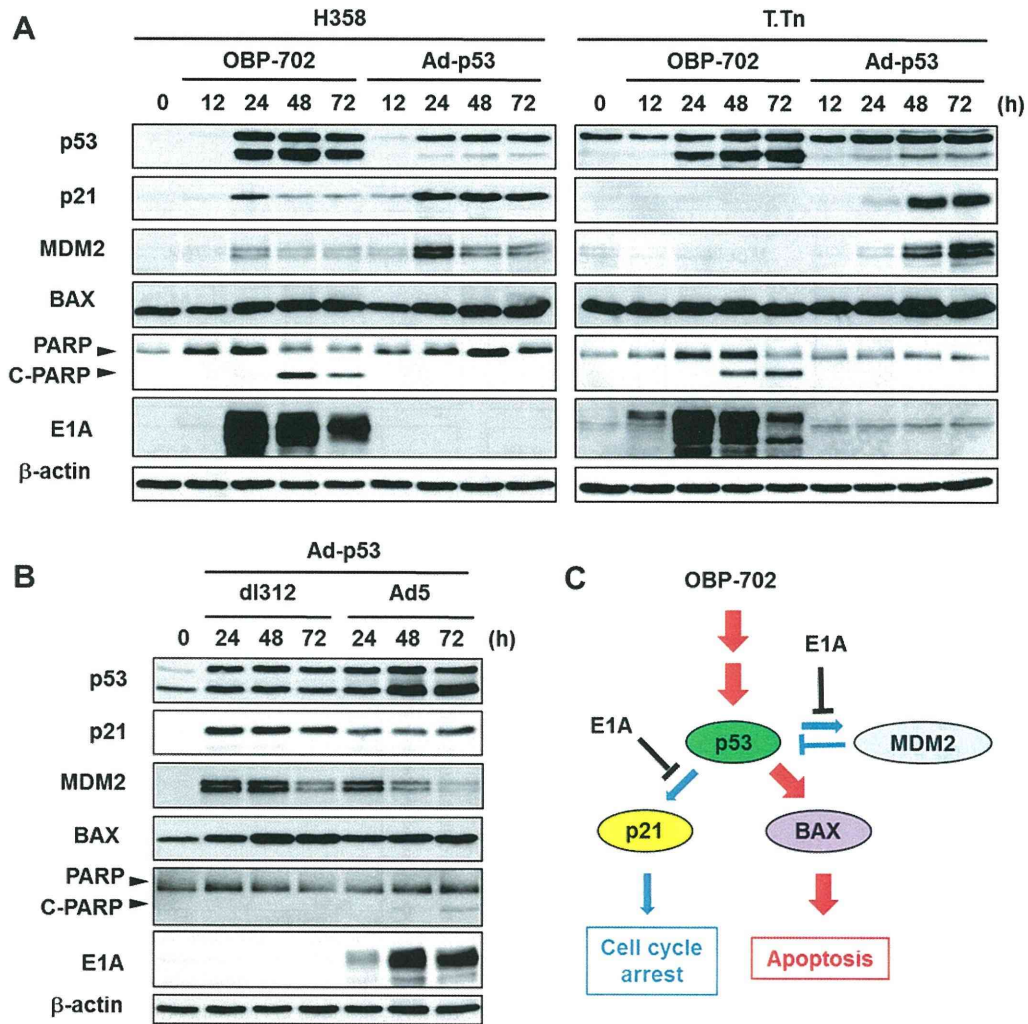 A
H358
T.Tn
OBP-702 Ad-p53 OBP-702 Ad-p53
0 12 24 48 72 12 24 48 72 0 12 24 48 72 12 24 48 72 (h)
p53
p21
MDM2
BAX
PARP
C-PARP
E1A
β-actin
B
Ad-p53
dl312 Ad5
0 24 48 72 24 48 72 (h)
p53
p21
MDM2
BAX
PARP
C-PARP
E1A
β-actin
C
OBP-702
E1A
E1A
p53
MDM2
p21
BAX
Cell cycle
arrest
Apoptosis